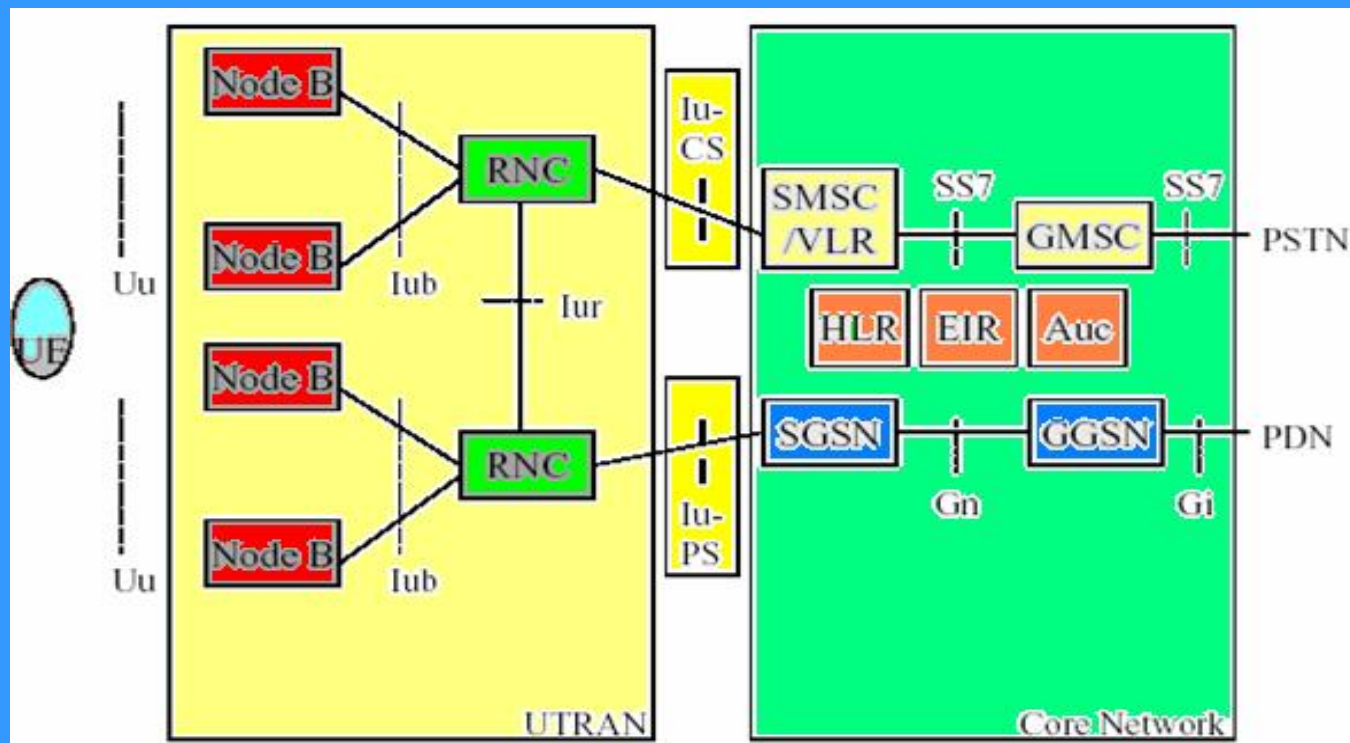 Node B
Iu-
CS
RNC
SMSC
/VLR
SS7
SS7
GMSC
PSTN
Node B
Uu
Iub
Iur
UE
HLR
EIR
Auc
Node B
SGSN
GGSN
PDN
RNC
Gn
Gi
Iu-
PS
Node B
Uu
Iub
UTRAN
Core Network